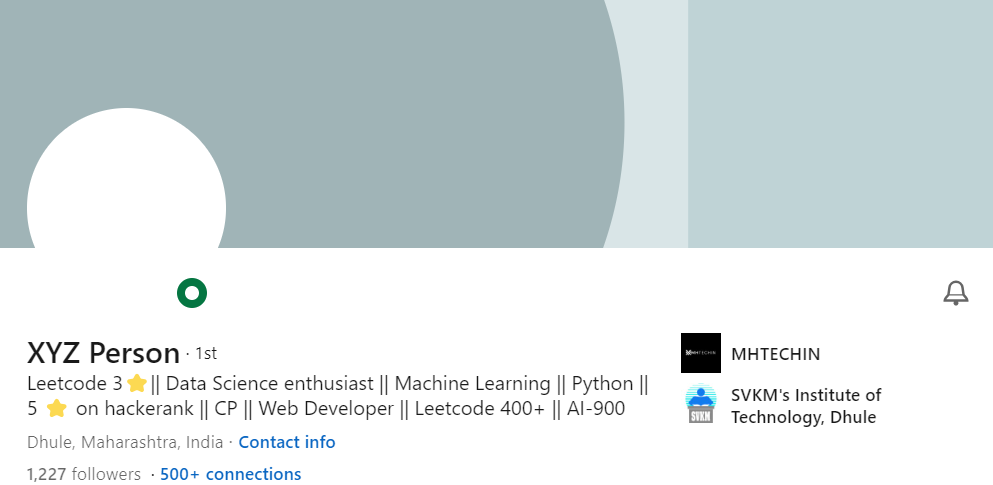 XYZ Person · 1st
Leetcode 3⭐|| Data Science enthusiast || Machine Learning || Python ||
5 ⭐ on hackerank || CP || Web Developer || Leetcode 400+ || AI-900
Dhule, Maharashtra, India · Contact info
1,227 followers · 500+ connections
MHTECHIN
MHTECHIN
SVKM
SVKM's Institute of
Technology, Dhule